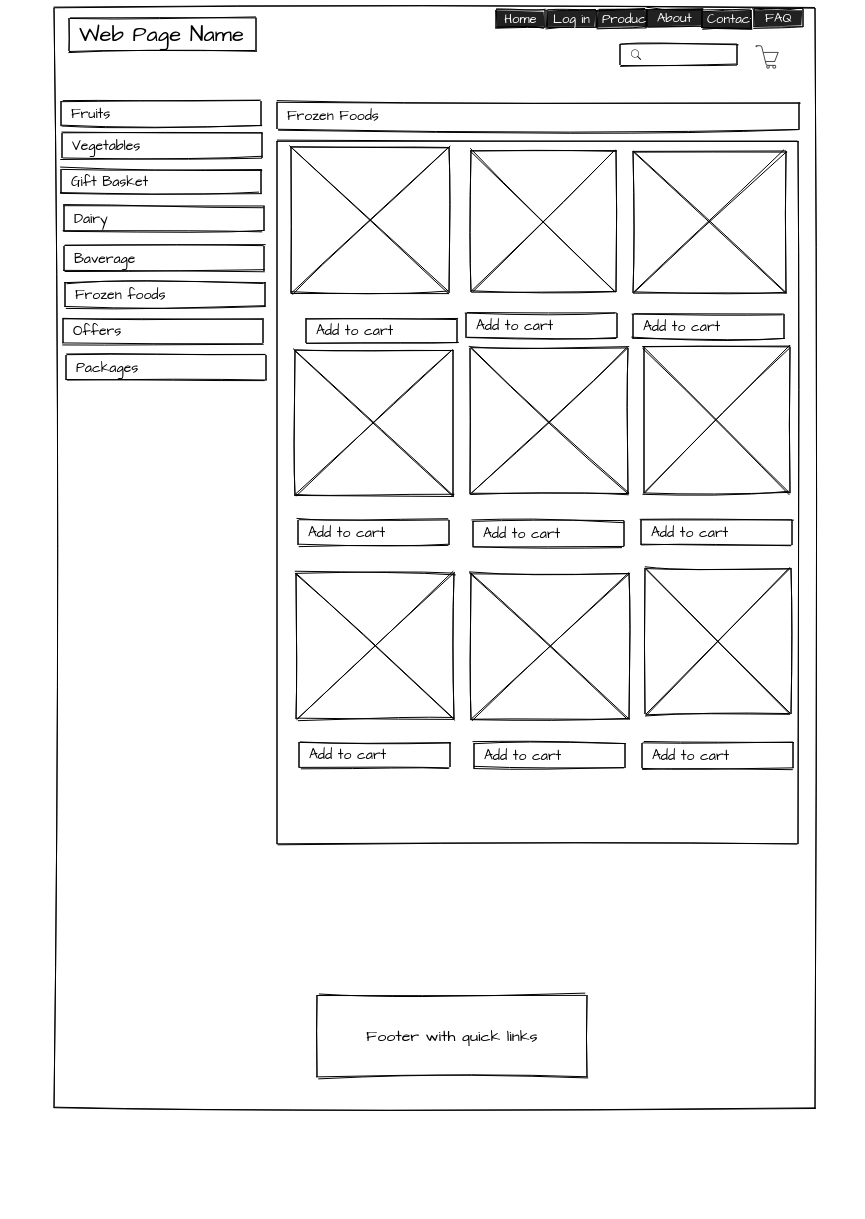 Home Log in Produc About Contac FAQ
Web Page Name
Fruits
Vegetables
Gift Basket
Dairy
Baverage
Frozen foods
Offers
Packages
Frozen Foods
Add to cart Add to cart Add to cart
Add to cart Add to cart Add to cart
Add to cart Add to cart Add to cart
Footer with quick links